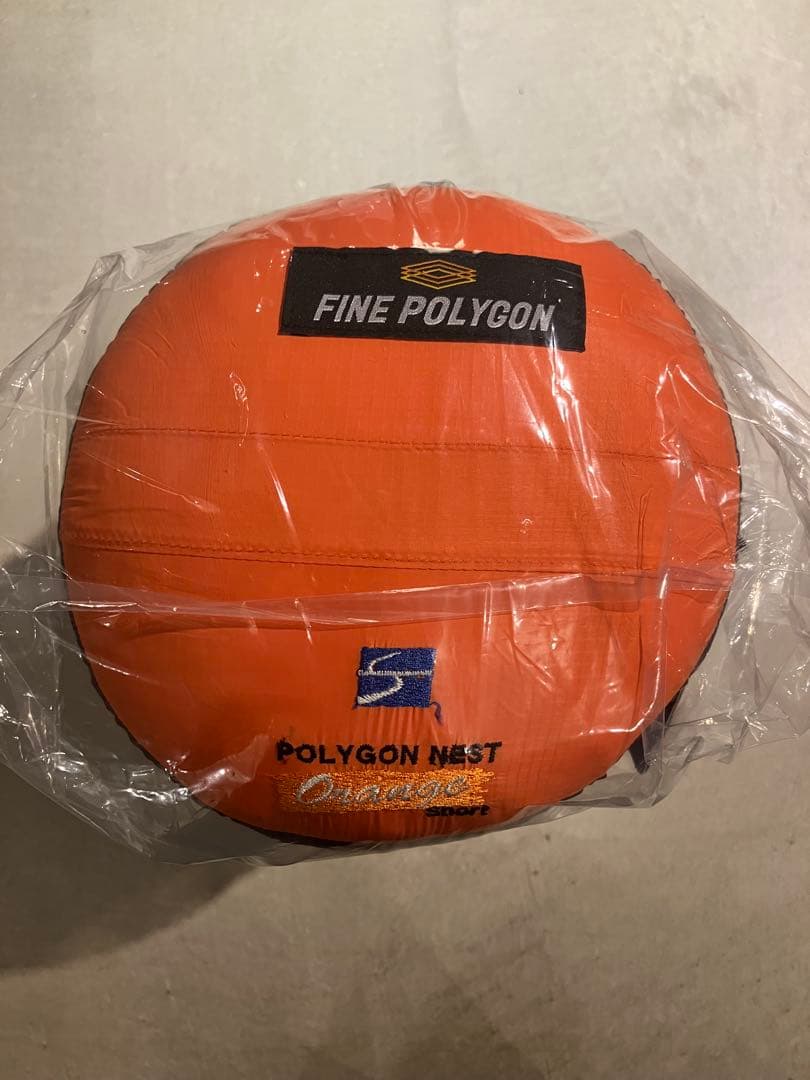 FINE POLYGON
S
POLYGON NEST
Orange
Short